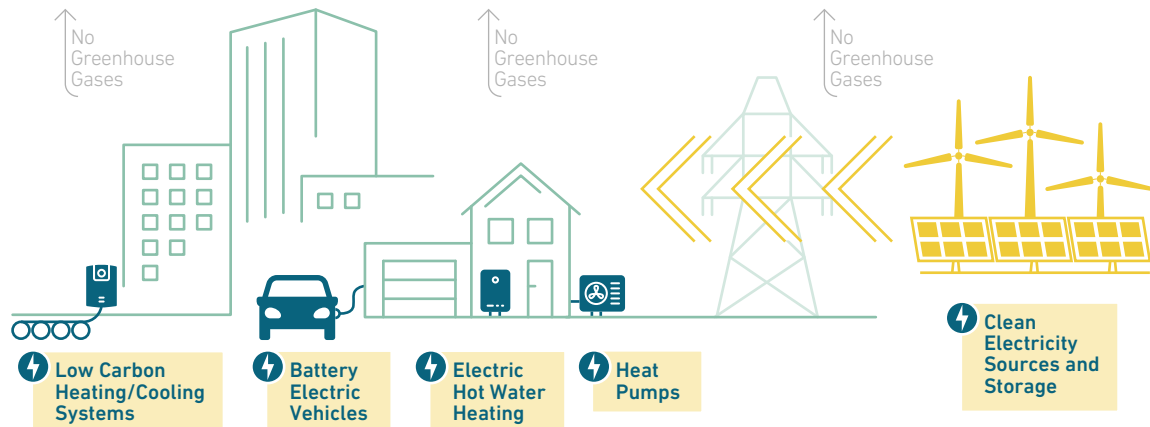 No
Greenhouse
Gases
No
Greenhouse
Gases
No
Greenhouse
Gases
Low Carbon
Heating/Cooling
Systems
Battery
Electric
Vehicles
Electric
Hot Water
Heating
Heat
Pumps
Clean
Electricity
Sources and
Storage